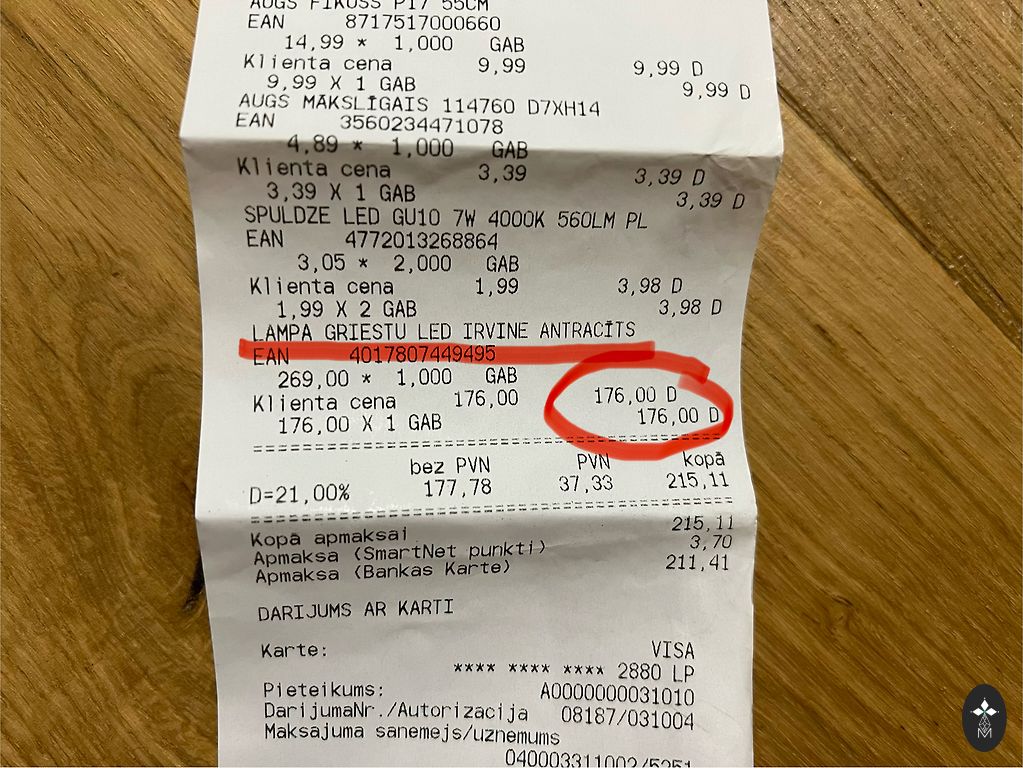 AUGS FIKUSS P17 55CM
EAN 8717517000660
14,99 * 1,000 GAB
Klienta cena 9,99 9,99 D
9,99 X 1 GAB 9,99 D
AUGS MĀKSLĪGAIS 114760 D7XH14
EAN 3560234471078
4,89 * 1,000 GAB
Klienta cena 3,39 3,39 D
3,39 X 1 GAB 3,39 D
SPULDZE LED GU10 7W 4000K 560LM PL
EAN 4772013268864
3,05 * 2,000 GAB
Klienta cena 1,99 3,98 D
1,99 X 2 GAB 3,98 D
LAMPA GRIESTU LED IRVINE ANTRACĪTS
EAN 4017807449495
269,00 * 1,000 GAB
Klienta cena 176,00 176,00 D
176,00 X 1 GAB 176,00 D
bez PVN PVN kopā
D=21,00% 177,78 37,33 215,11
Kopā apmaksai 215,11
Apmaksa (SmartNet punkti) 3,70
Apmaksa (Bankas Karte) 211,41
DARIJUMS AR KARTI
Karte: VISA
**** **** **** 2880 LP
Pieteikums: A0000000031010
DarijumaNr./Autorizacija 08187/031004
Maksajuma sanemejs/uznemums
040003311002/5251
M